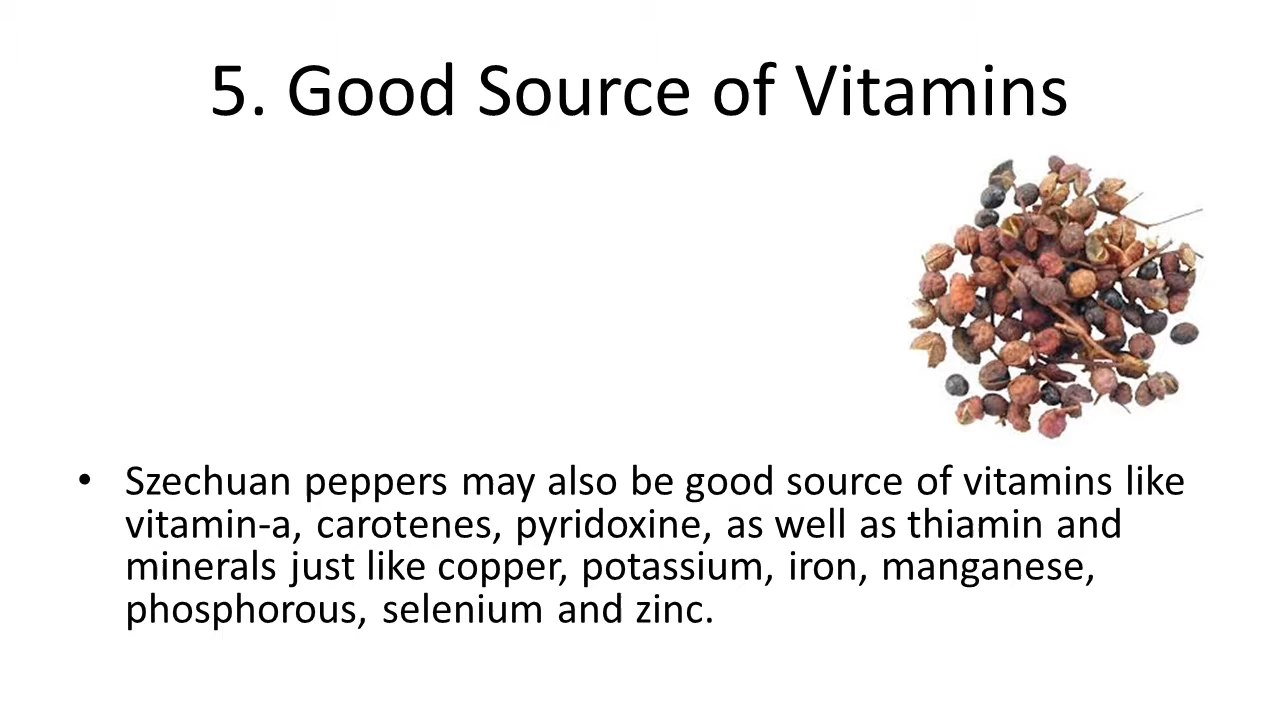 5. Good Source of Vitamins
• Szechuan peppers may also be good source of vitamins like
vitamin-a, carotenes, pyridoxine, as well as thiamin and
minerals just like copper, potassium, iron, manganese,
phosphorous, selenium and zinc.